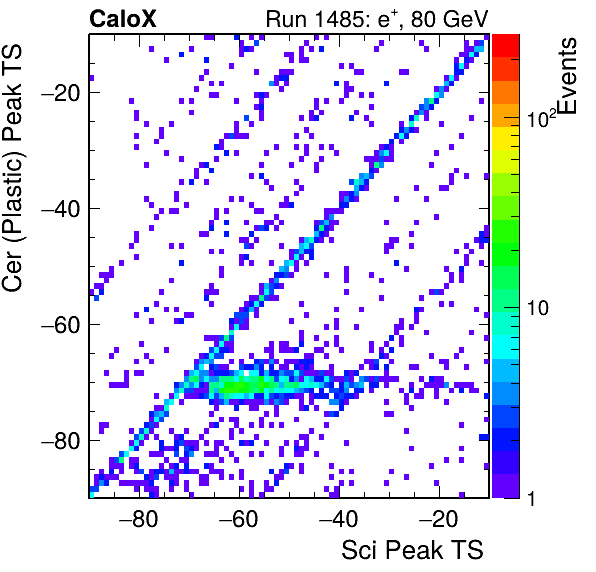 CaloX Run 1485: e⁺, 80 GeV
Cer (Plastic) Peak TS
−20
−40
−60
−80
−80 −60 −40 −20
Sci Peak TS
Events
10²
10
1